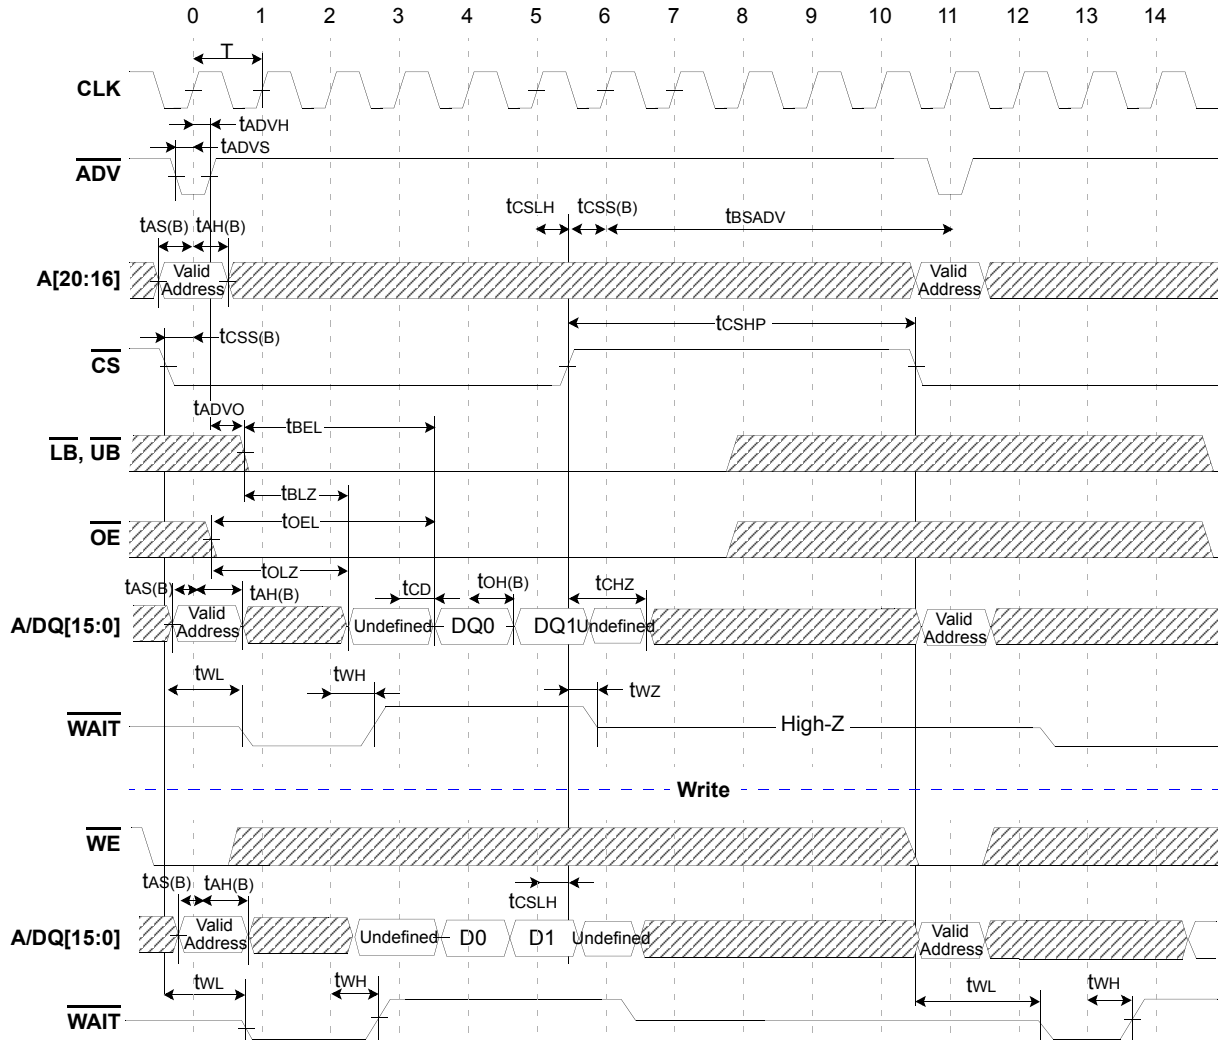 0 1 2 3 4 5 6 7 8 9 10 11 12 13 14
T
CLK
tADVH
tADVS
ADV
tCSLH tCSS(B) tBSADV
tAS(B) tAH(B)
A[20:16] Valid Address Valid Address
tCSHP
tCSS(B)
CS
tADVO
tBEL
LB, UB
tBLZ
tOEL
OE
tOLZ
tAS(B) tAH(B) tCD tOH(B) tCHZ
A/DQ[15:0] Valid Address Undefined DQ0 DQ1 Undefined Valid Address
tWL tWH tWZ
WAIT High-Z
Write
WE
tAS(B) tAH(B) tCSLH
A/DQ[15:0] Valid Address Undefined D0 D1 Undefined Valid Address
tWL tWH tWL tWH
WAIT